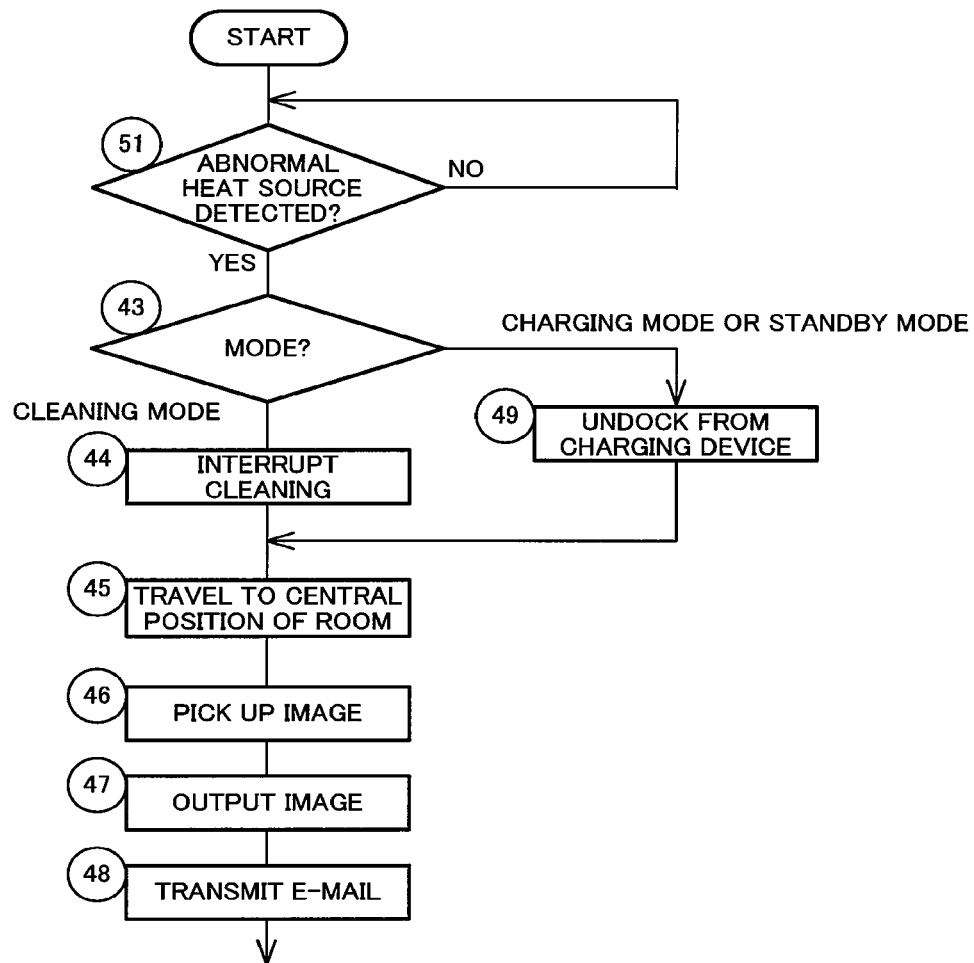 START
51
ABNORMAL
HEAT SOURCE
DETECTED?
NO
YES
43
MODE?
CHARGING MODE OR STANDBY MODE
CLEANING MODE
49
UNDOCK FROM
CHARGING DEVICE
44
INTERRUPT
CLEANING
45
TRAVEL TO CENTRAL
POSITION OF ROOM
46
PICK UP IMAGE
47
OUTPUT IMAGE
48
TRANSMIT E-MAIL